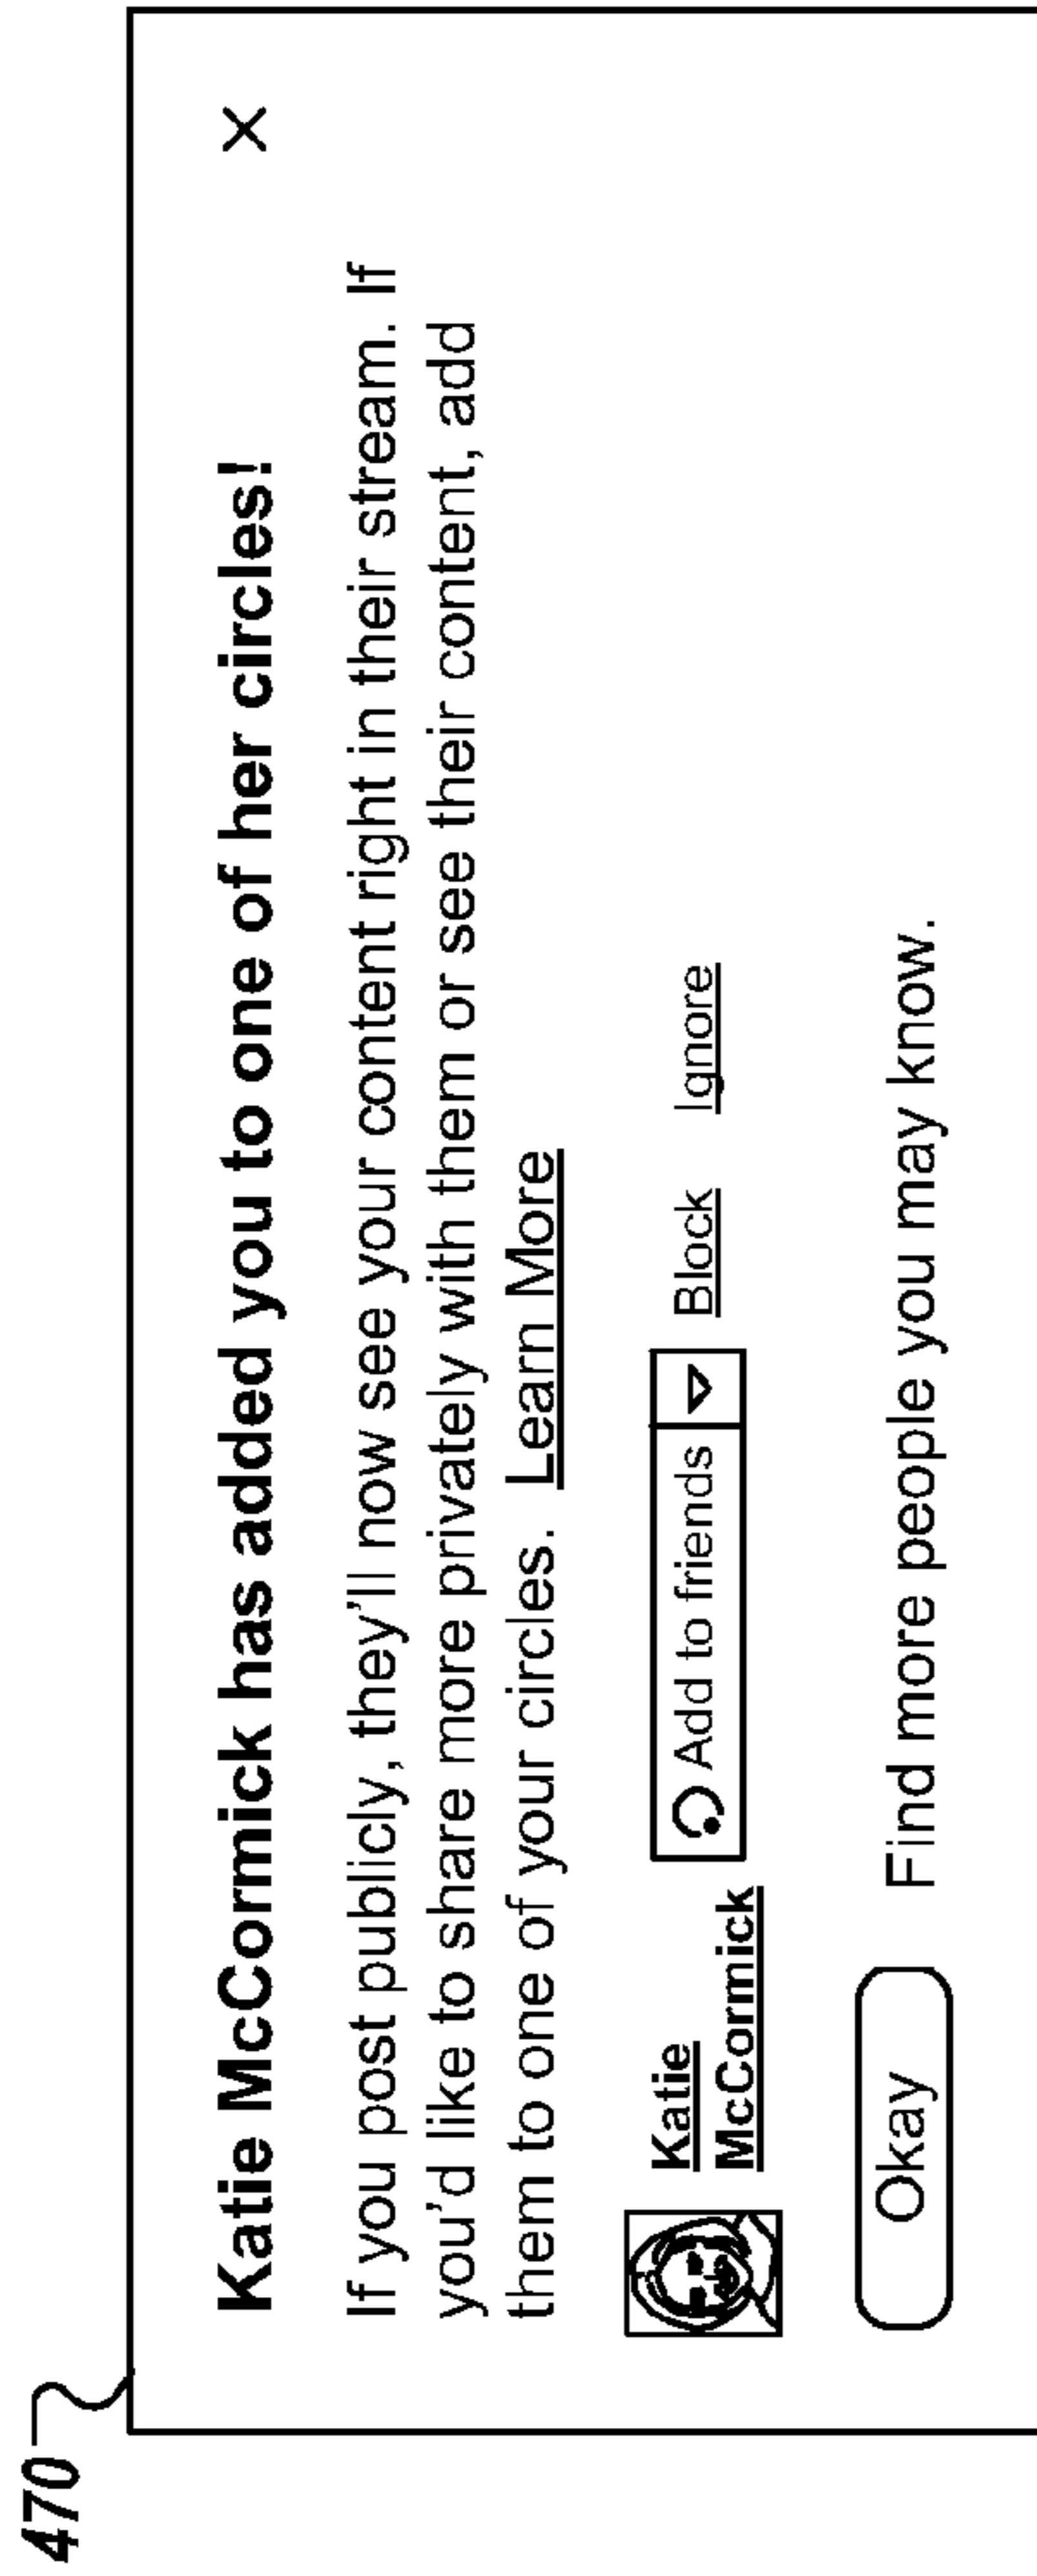 470
Katie McCormick has added you to one of her circles! X
If you post publicly, they'll now see your content right in their stream. If
you'd like to share more privately with them or see their content, add
them to one of your circles. Learn More
Katie
McCormick
Add to friends Block Ignore
Okay Find more people you may know.